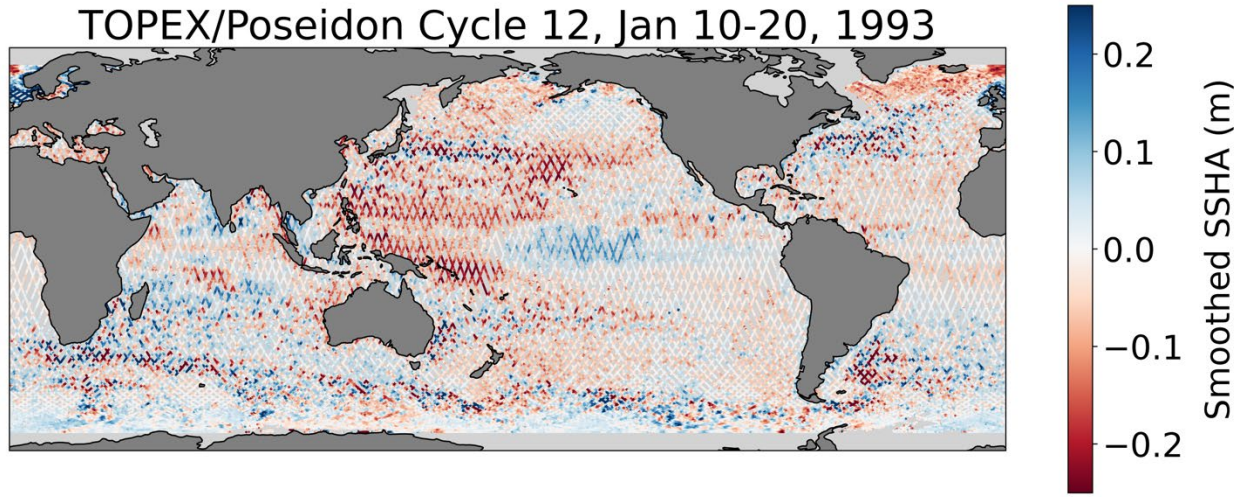 TOPEX/Poseidon Cycle 12, Jan 10-20, 1993
0.2
0.1
0.0
−0.1
−0.2
Smoothed SSHA (m)